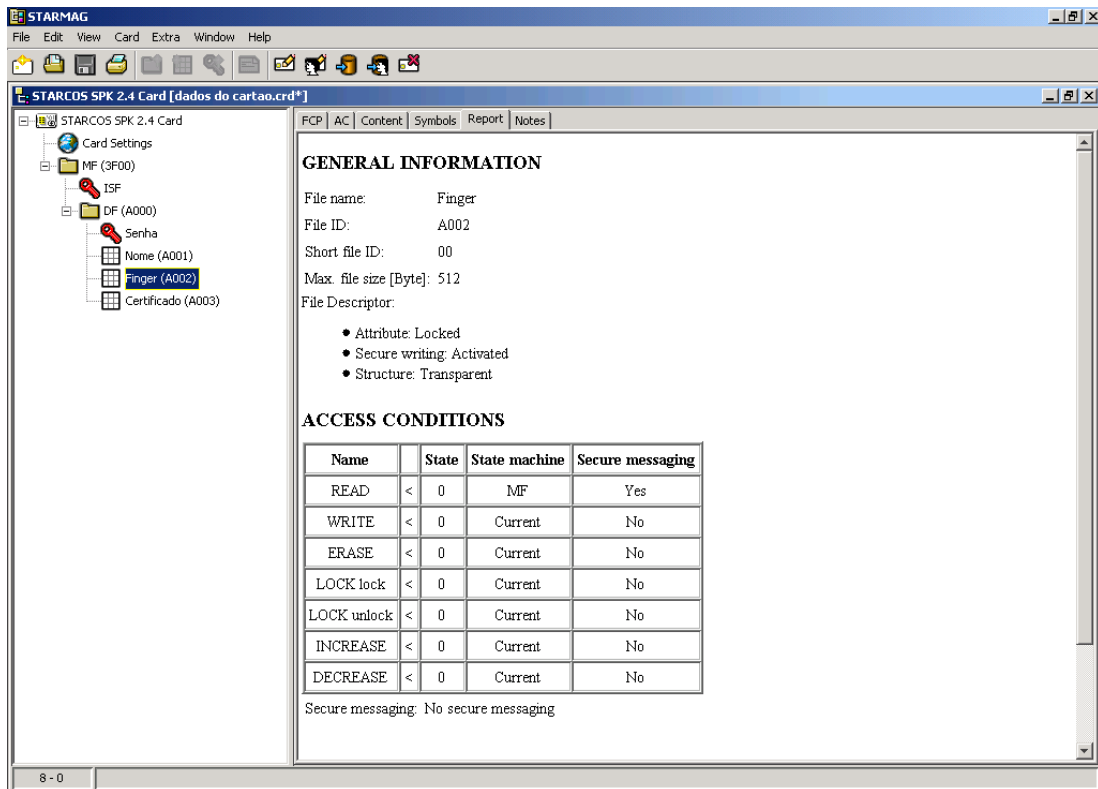 STARMAG
File Edit View Card Extra Window Help
STARCOS SPK 2.4 Card [dados do cartao.crd*]
STARCOS SPK 2.4 Card
Card Settings
MF (3F00)
ISF
DF (A000)
Senha
Nome (A001)
Finger (A002)
Certificado (A003)
FCP AC Content Symbols Report Notes
GENERAL INFORMATION
File name: Finger
File ID: A002
Short file ID: 00
Max. file size [Byte]: 512
File Descriptor:
• Attribute: Locked
• Secure writing: Activated
• Structure: Transparent
ACCESS CONDITIONS
Name State State machine Secure messaging
READ < 0 MF Yes
WRITE < 0 Current No
ERASE < 0 Current No
LOCK lock < 0 Current No
LOCK unlock < 0 Current No
INCREASE < 0 Current No
DECREASE < 0 Current No
Secure messaging: No secure messaging
8 - 0